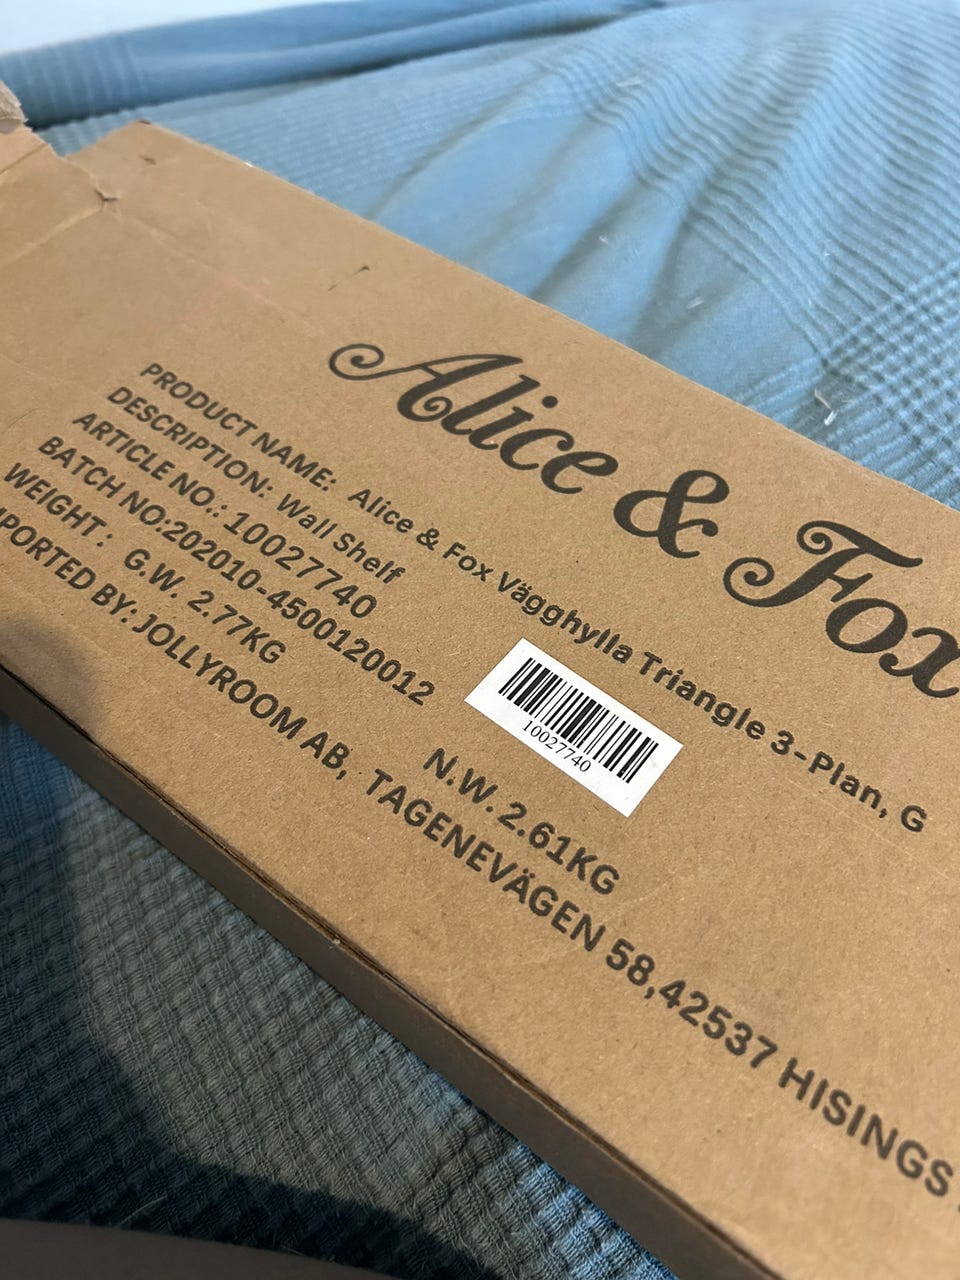 Alice & Fox
PRODUCT NAME: Alice & Fox Vägghylla Triangle 3-Plan, G
DESCRIPTION: Wall Shelf
ARTICLE NO.: 10027740
BATCH NO:202010-4500120012
WEIGHT: G.W. 2.77KG N.W. 2.61KG
PORTED BY: JOLLYROOM AB, TAGENEVÄGEN 58,42537 HISINGS
10027740